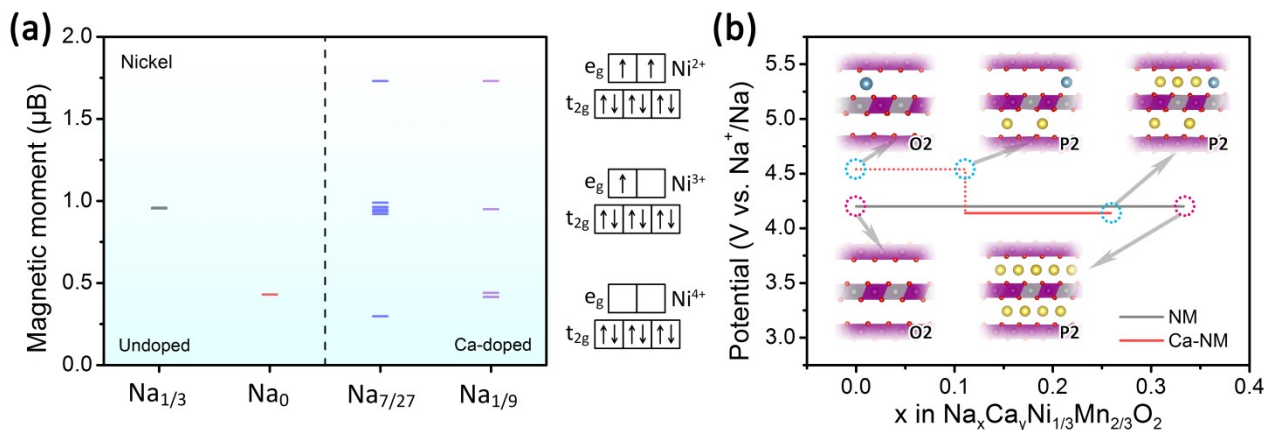 (a)
2.0
1.5
1.0
0.5
0.0
Magnetic moment (μB)
Nickel
Undoped
Ca-doped
Na1/3
Na0
Na7/27
Na1/9
eg ↑ ↑ Ni2+
t2g ↑↓ ↑↓ ↑↓
eg ↑ Ni3+
t2g ↑↓ ↑↓ ↑↓
eg Ni4+
t2g ↑↓ ↑↓ ↑↓
(b)
5.5
5.0
4.5
4.0
3.5
3.0
Potential (V vs. Na+/Na)
O2
P2
P2
O2
P2
NM
Ca-NM
0.0
0.1
0.2
0.3
0.4
x in NaxCayNi1/3Mn2/3O2